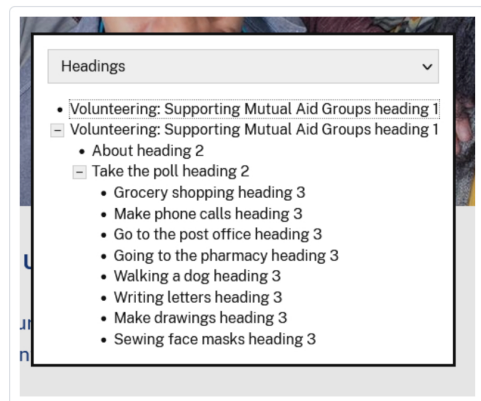 Headings
Volunteering: Supporting Mutual Aid Groups heading 1
Volunteering: Supporting Mutual Aid Groups heading 1
About heading 2
Take the poll heading 2
Grocery shopping heading 3
Make phone calls heading 3
Go to the post office heading 3
Going to the pharmacy heading 3
Walking a dog heading 3
Writing letters heading 3
Make drawings heading 3
Sewing face masks heading 3